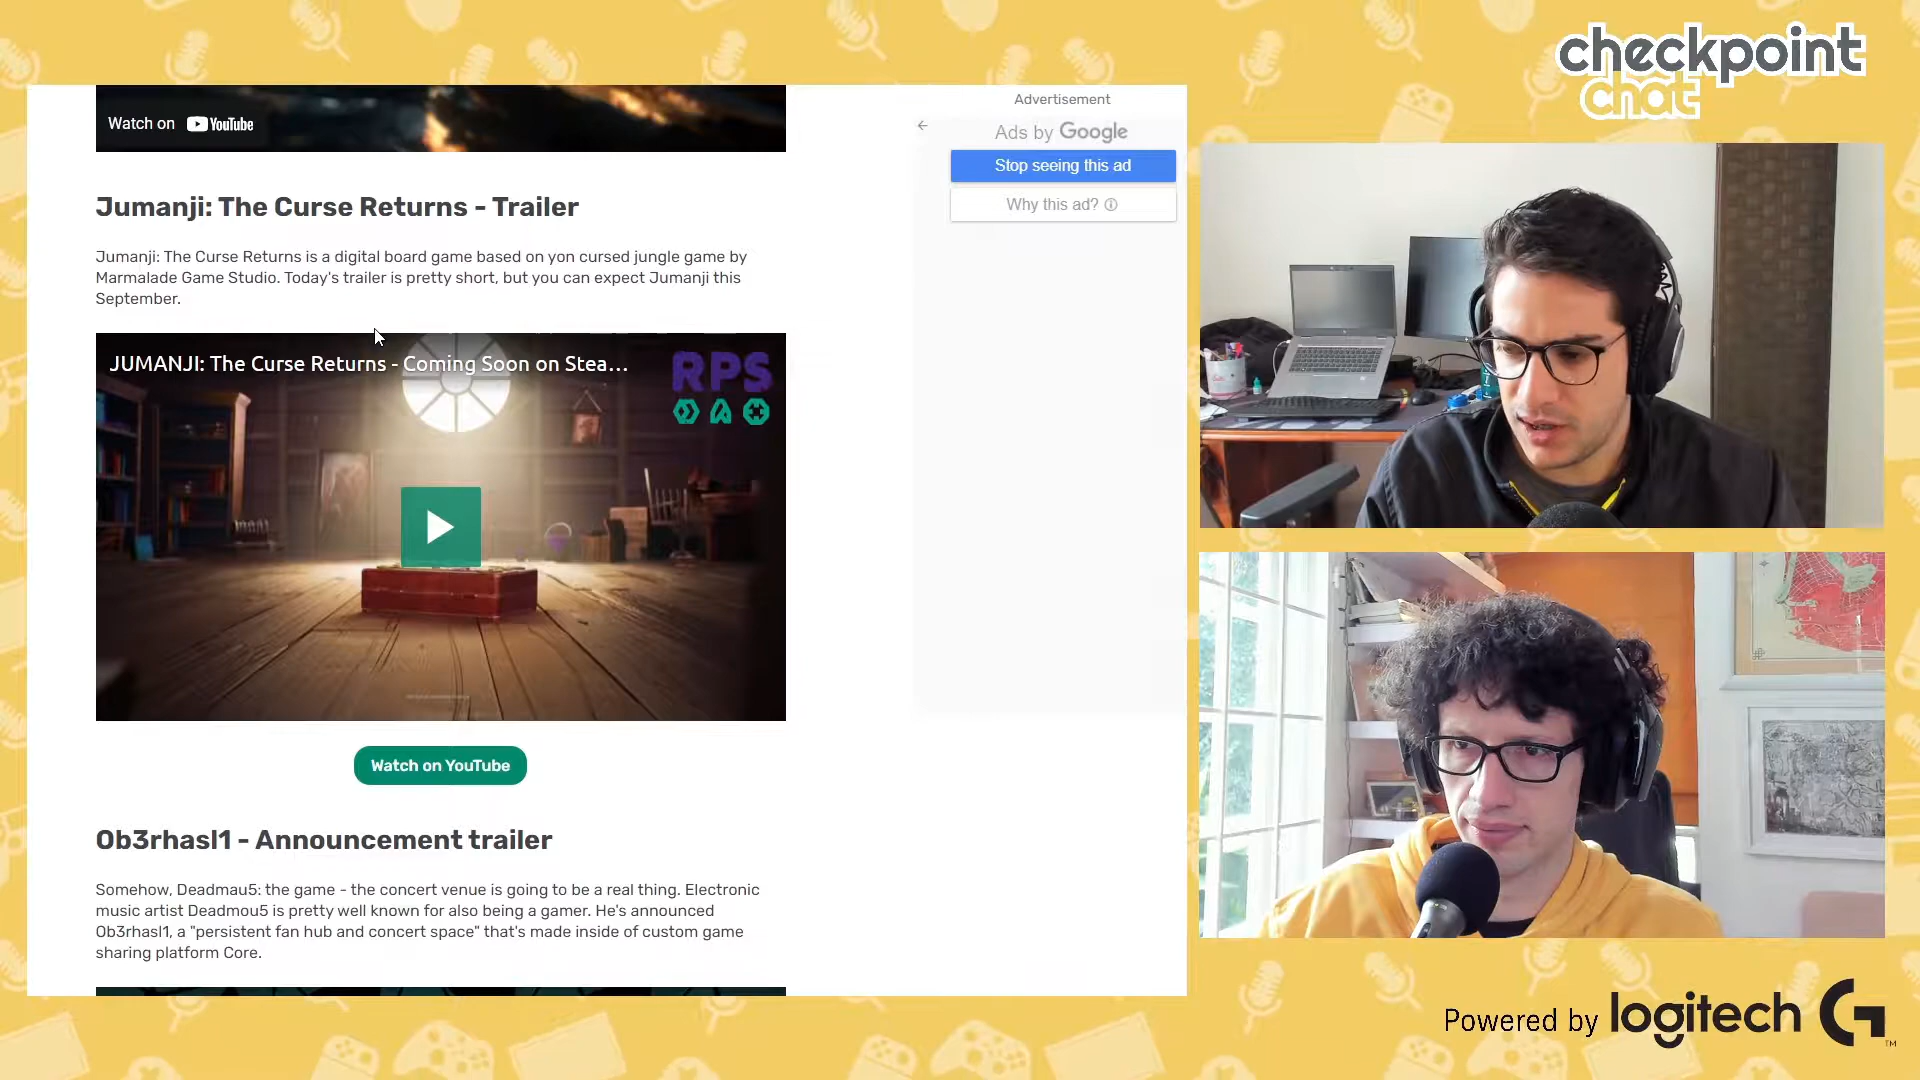 checkpoint
chat
Watch on YouTube
Advertisement
Ads by Google
Stop seeing this ad
Why this ad?
Jumanji: The Curse Returns - Trailer
Jumanji: The Curse Returns is a digital board game based on yon cursed jungle game by
Marmalade Game Studio. Today's trailer is pretty short, but you can expect Jumanji this
September.
JUMANJI: The Curse Returns - Coming Soon on Stea...
RPS
Watch on YouTube
Ob3rhasl1 - Announcement trailer
Somehow, Deadmau5: the game - the concert venue is going to be a real thing. Electronic
music artist Deadmou5 is pretty well known for also being a gamer. He's announced
Ob3rhasl1, a "persistent fan hub and concert space" that's made inside of custom game
sharing platform Core.
Powered by logitech G
TM